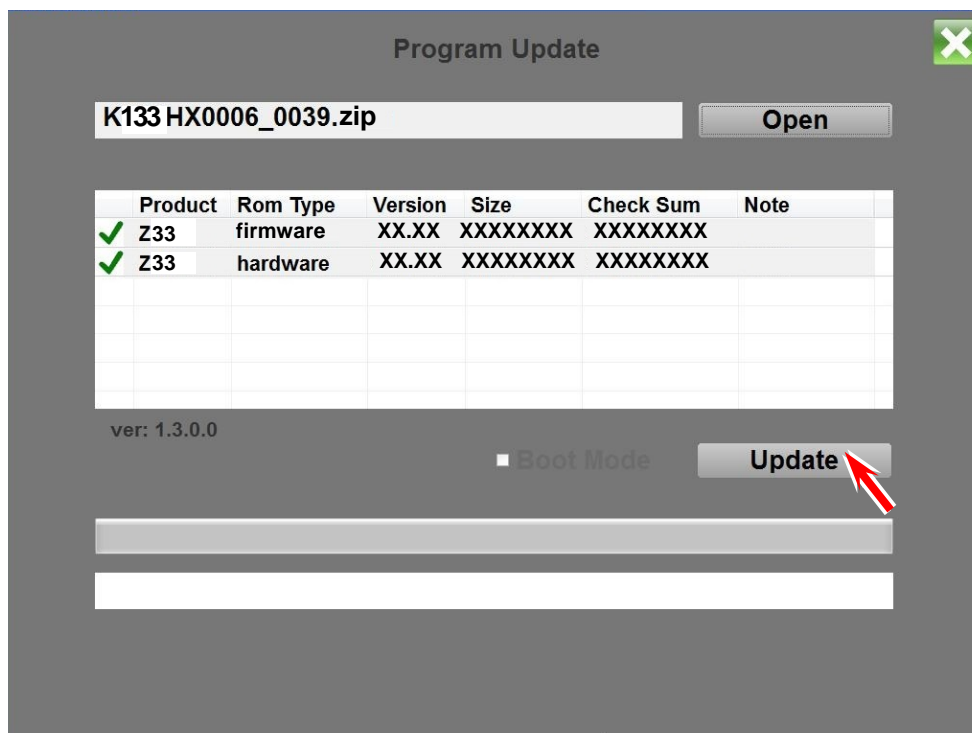 Program Update
K133 HX0006_0039.zip Open
Product Rom Type Version Size Check Sum Note
Z33 firmware XX.XX XXXXXXXX XXXXXXXX
Z33 hardware XX.XX XXXXXXXX XXXXXXXX
ver: 1.3.0.0
Boot Mode Update